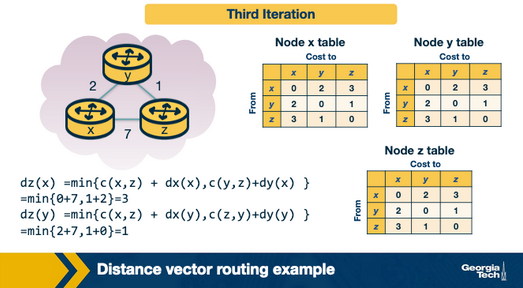 Third Iteration
y
2
1
x
z
7
Node x table
Cost to
x y z
From
x 0 2 3
y 2 0 1
z 3 1 0
Node y table
Cost to
x y z
From
x 0 2 3
y 2 0 1
z 3 1 0
Node z table
Cost to
x y z
From
x 0 2 3
y 2 0 1
z 3 1 0
dz(x) =min{c(x,z) + dx(x),c(y,z)+dy(x) }
=min{0+7,1+2}=3
dz(y) =min{c(x,z) + dx(y),c(z,y)+dy(y) }
=min{2+7,1+0}=1
Distance vector routing example
Georgia
Tech